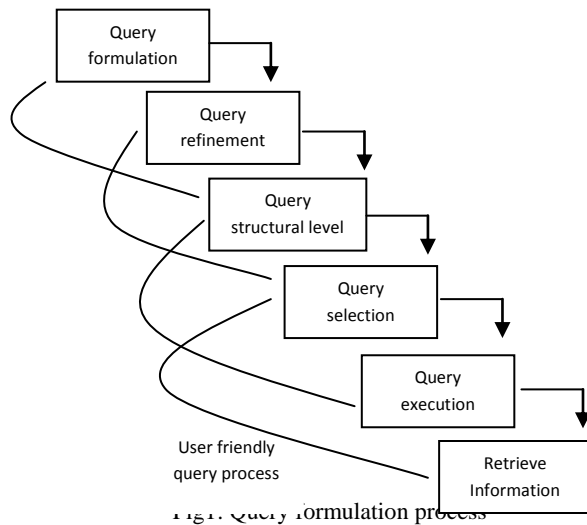 Query
formulation
Query
refinement
Query
structural level
Query
selection
Query
execution
User friendly
query process
Retrieve
Information
Fig1: Query formulation process